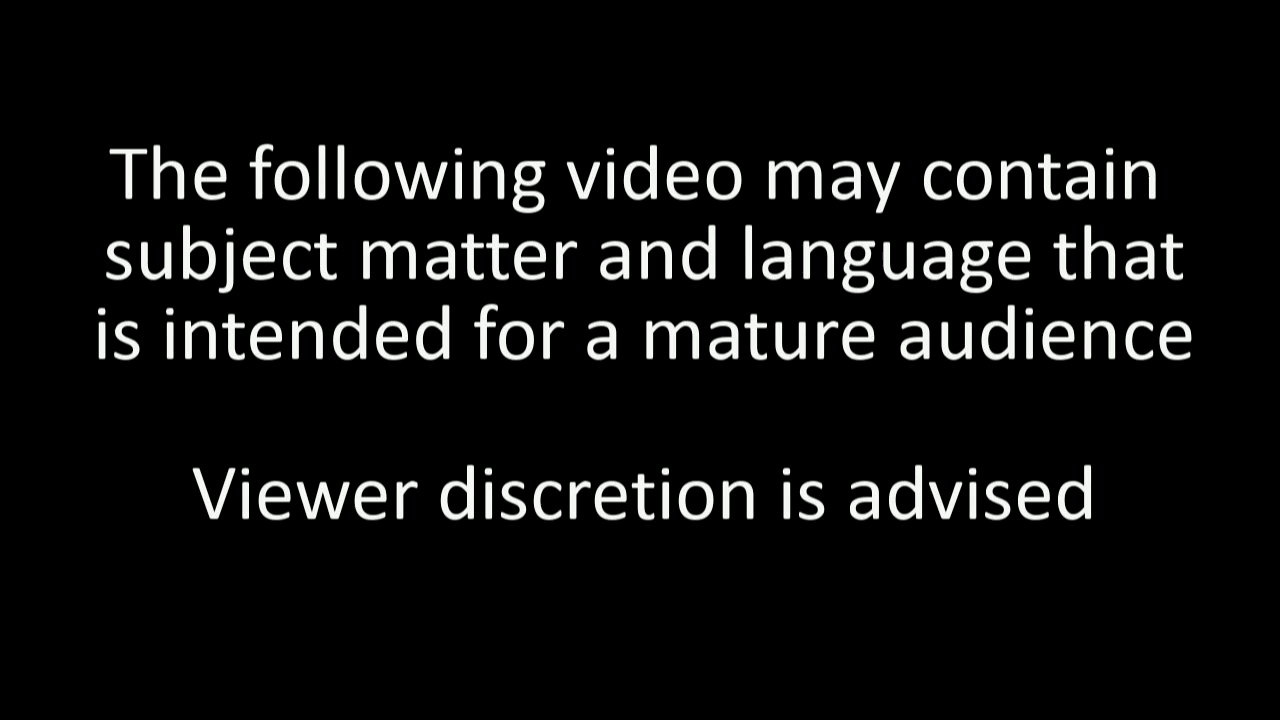 The following video may contain
subject matter and language that
is intended for a mature audience
Viewer discretion is advised